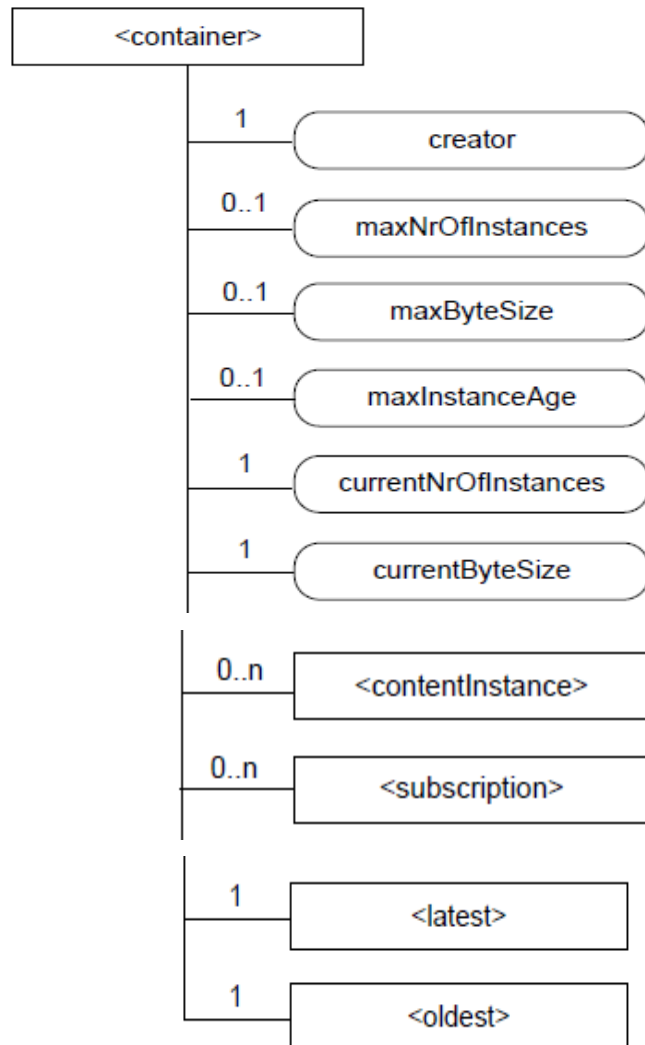 <container>
1
creator
0..1
maxNrOfInstances
0..1
maxByteSize
0..1
maxInstanceAge
1
currentNrOfInstances
1
currentByteSize
0..n
<contentInstance>
0..n
<subscription>
1
<latest>
1
<oldest>